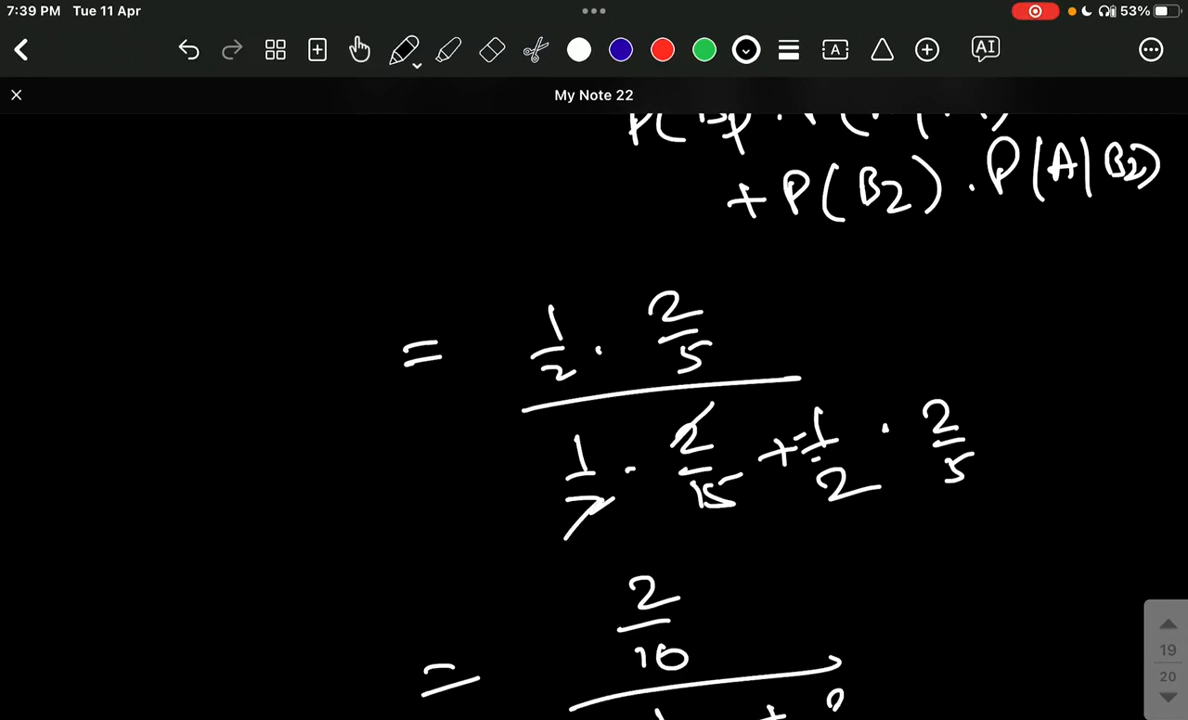 7:39 PM Tue 11 Apr
53%
A
AI
My Note 22
+ P(B2) . P(A|B2)
= 1/2 . 2/5
1/2 . 2/15 + 1/2 . 2/5
19
20
= 2/10